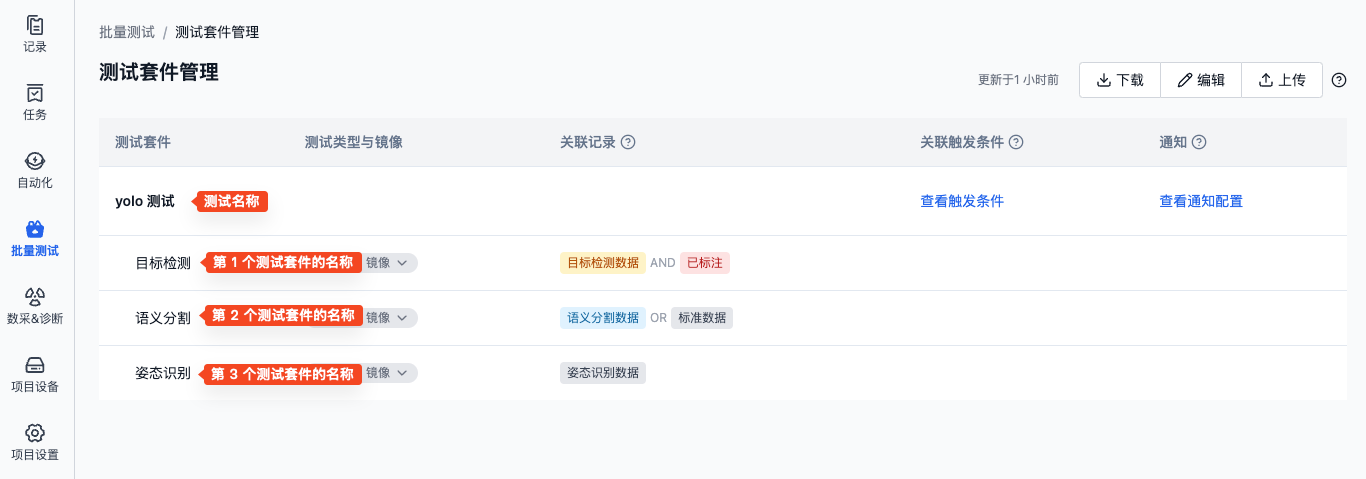 记录
任务
自动化
批量测试
数采&诊断
项目设备
项目设置
批量测试 / 测试套件管理
测试套件管理
更新于1 小时前 下载 编辑 上传
测试套件 测试类型与镜像 关联记录 关联触发条件 通知
yolo 测试 测试名称 查看触发条件 查看通知配置
目标检测 第 1 个测试套件的名称 镜像 目标检测数据 AND 已标注
语义分割 第 2 个测试套件的名称 镜像 语义分割数据 OR 标准数据
姿态识别 第 3 个测试套件的名称 镜像 姿态识别数据